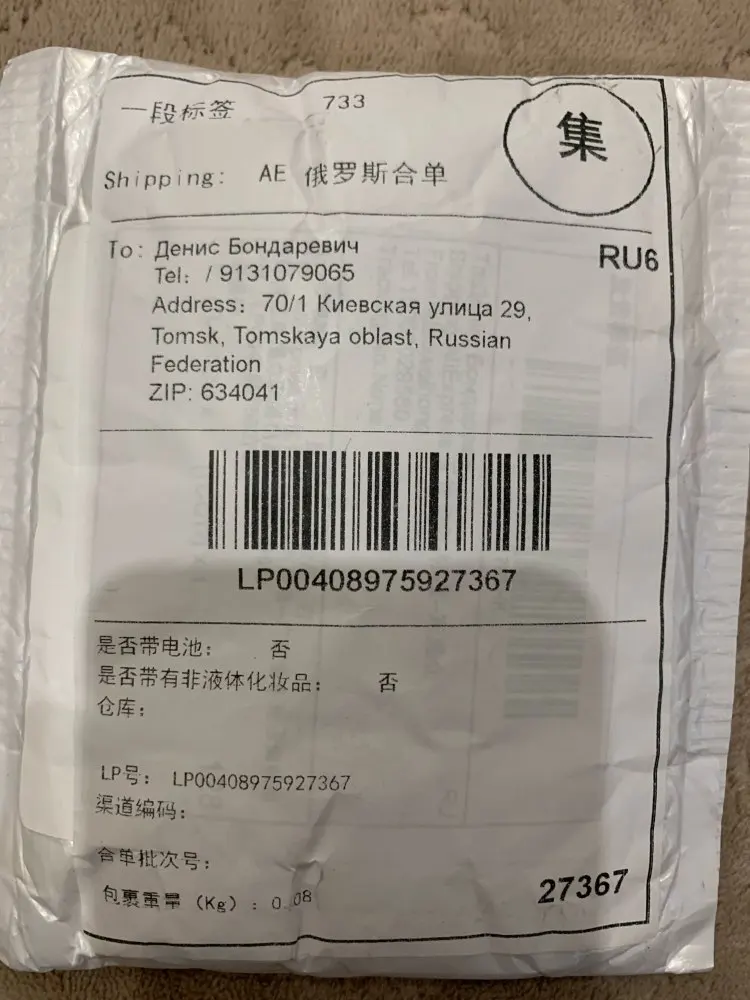 一段标签 733
集
Shipping: AE 俄罗斯合单
To: Денис Бондаревич
RU6
Tel: / 9131079065
Address: 70/1 Киевская улица 29,
Tomsk, Tomskaya oblast, Russian
Federation
ZIP: 634041
LP00408975927367
是否带电池: 否
是否带有非液体化妆品: 否
仓库:
LP号: LP00408975927367
渠道编码:
合单批次号:
包裹重量 (Kg) : 0.08
27367